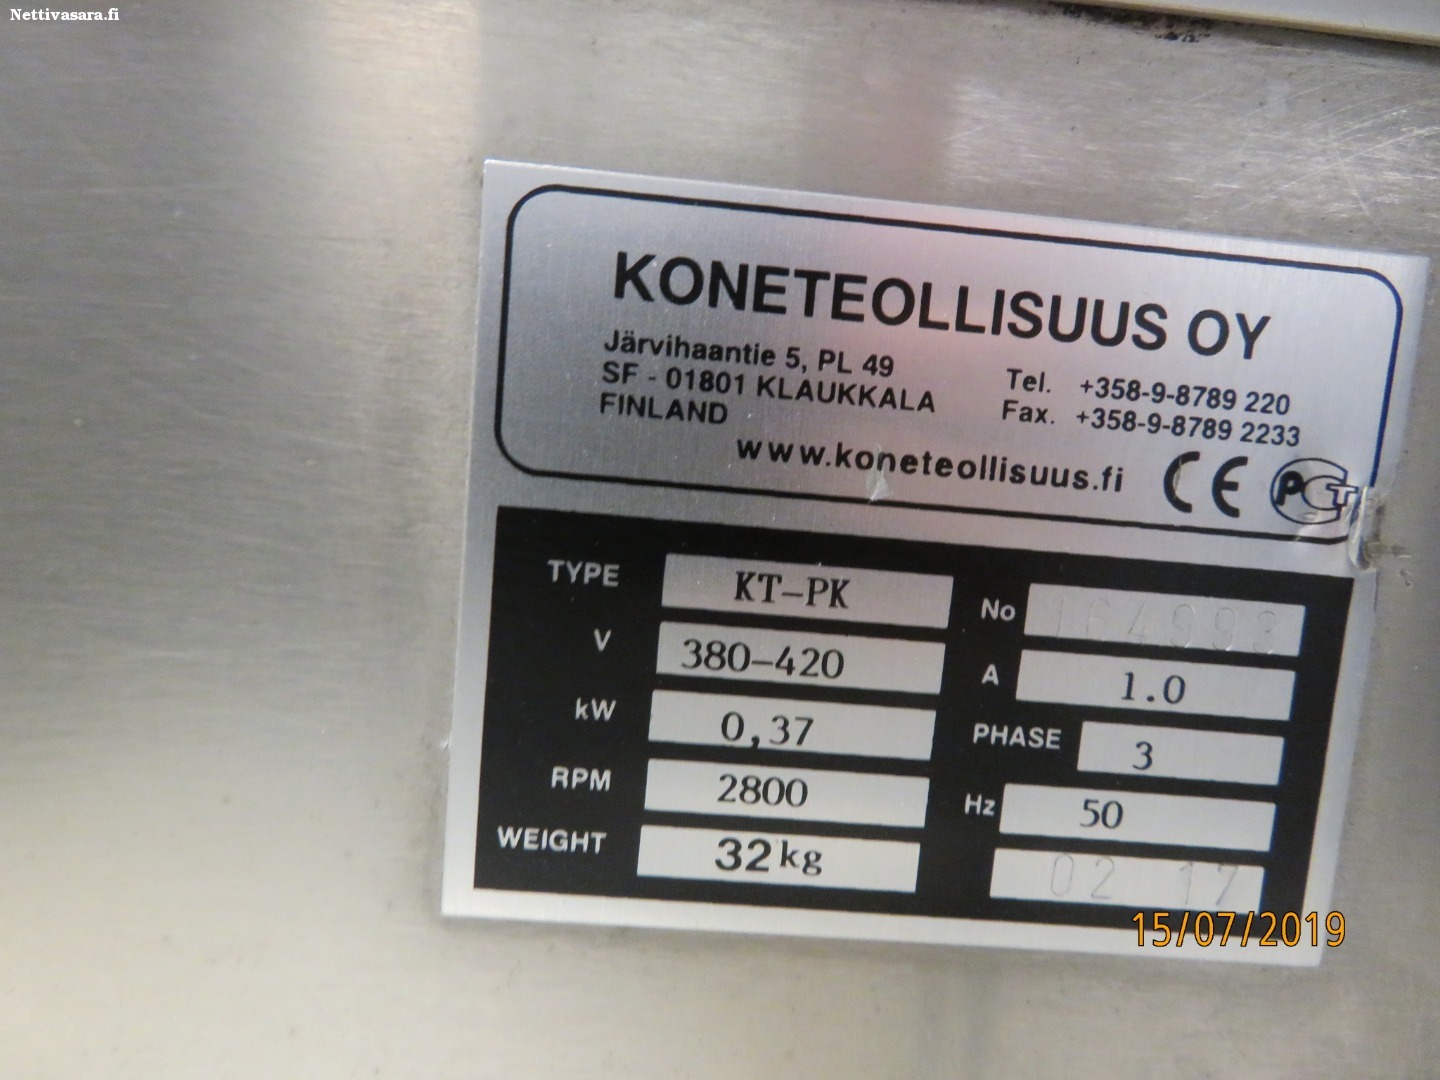 Nettivasara.fi
KONETEOLLISUUS OY
Järvihaantie 5, PL 49
SF - 01801 KLAUKKALA
FINLAND
Tel. +358-9-8789 220
Fax. +358-9-8789 2233
www.koneteollisuus.fi CE PCT
TYPE KT-PK
No 164993
V 380-420
A 1.0
kW 0,37
PHASE 3
RPM 2800
Hz 50
WEIGHT 32kg
02 17
15/07/2019